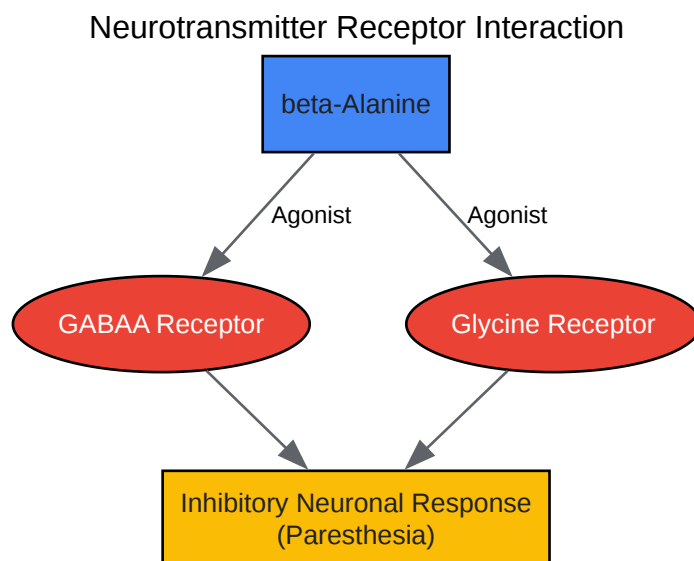 Neurotransmitter Receptor Interaction
beta-Alanine
Agonist
Agonist
GABAA Receptor
Glycine Receptor
Inhibitory Neuronal Response
(Paresthesia)